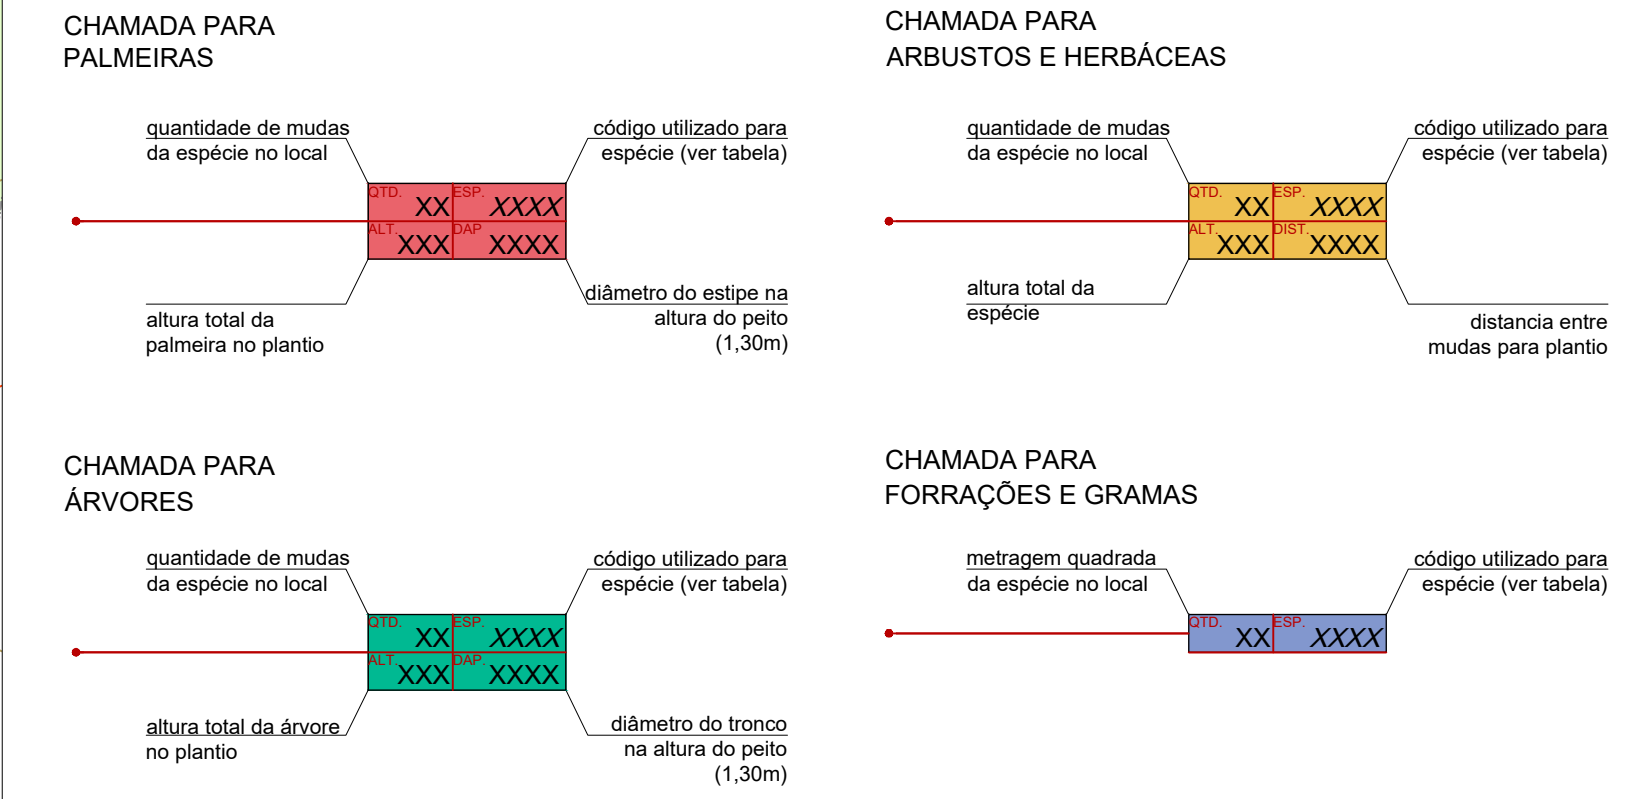 CHAMADA PARA
PALMEIRAS
quantidade de mudas
da espécie no local
código utilizado para
espécie (ver tabela)
QTD. XX ESP. XXXX
ALT. XXX DAP XXXX
altura total da
palmeira no plantio
diâmetro do estipe na
altura do peito
(1,30m)
CHAMADA PARA
ARBUSTOS E HERBÁCEAS
quantidade de mudas
da espécie no local
código utilizado para
espécie (ver tabela)
QTD. XX ESP. XXXX
ALT. XXX DIST. XXXX
altura total da
espécie
distancia entre
mudas para plantio
CHAMADA PARA
ÁRVORES
quantidade de mudas
da espécie no local
código utilizado para
espécie (ver tabela)
QTD. XX ESP. XXXX
ALT. XXX DAP. XXXX
altura total da árvore
no plantio
diâmetro do tronco
na altura do peito
(1,30m)
CHAMADA PARA
FORRAÇÕES E GRAMAS
metragem quadrada
da espécie no local
código utilizado para
espécie (ver tabela)
QTD. XX ESP. XXXX